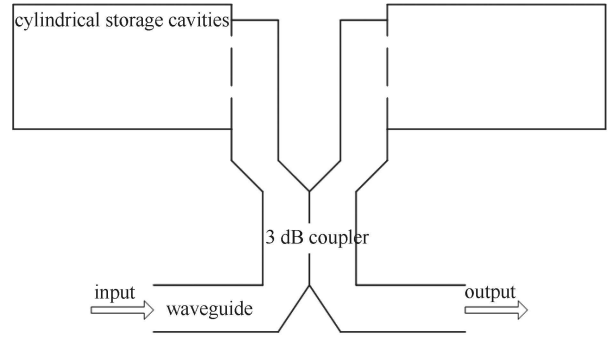 cylindrical storage cavities
3 dB coupler
input
waveguide
output